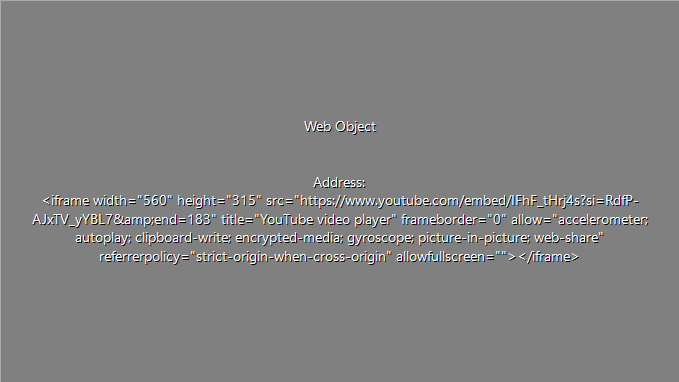 Web Object
Address:
<iframe width="560" height="315" src="https://www.youtube.com/embed/lFhF_tHrj4s?si=RdfP-
AJxTV_yYBL7&amp;end=183" title="YouTube video player" frameborder="0" allow="accelerometer;
autoplay; clipboard-write; encrypted-media; gyroscope; picture-in-picture; web-share"
referrerpolicy="strict-origin-when-cross-origin" allowfullscreen=""></iframe>